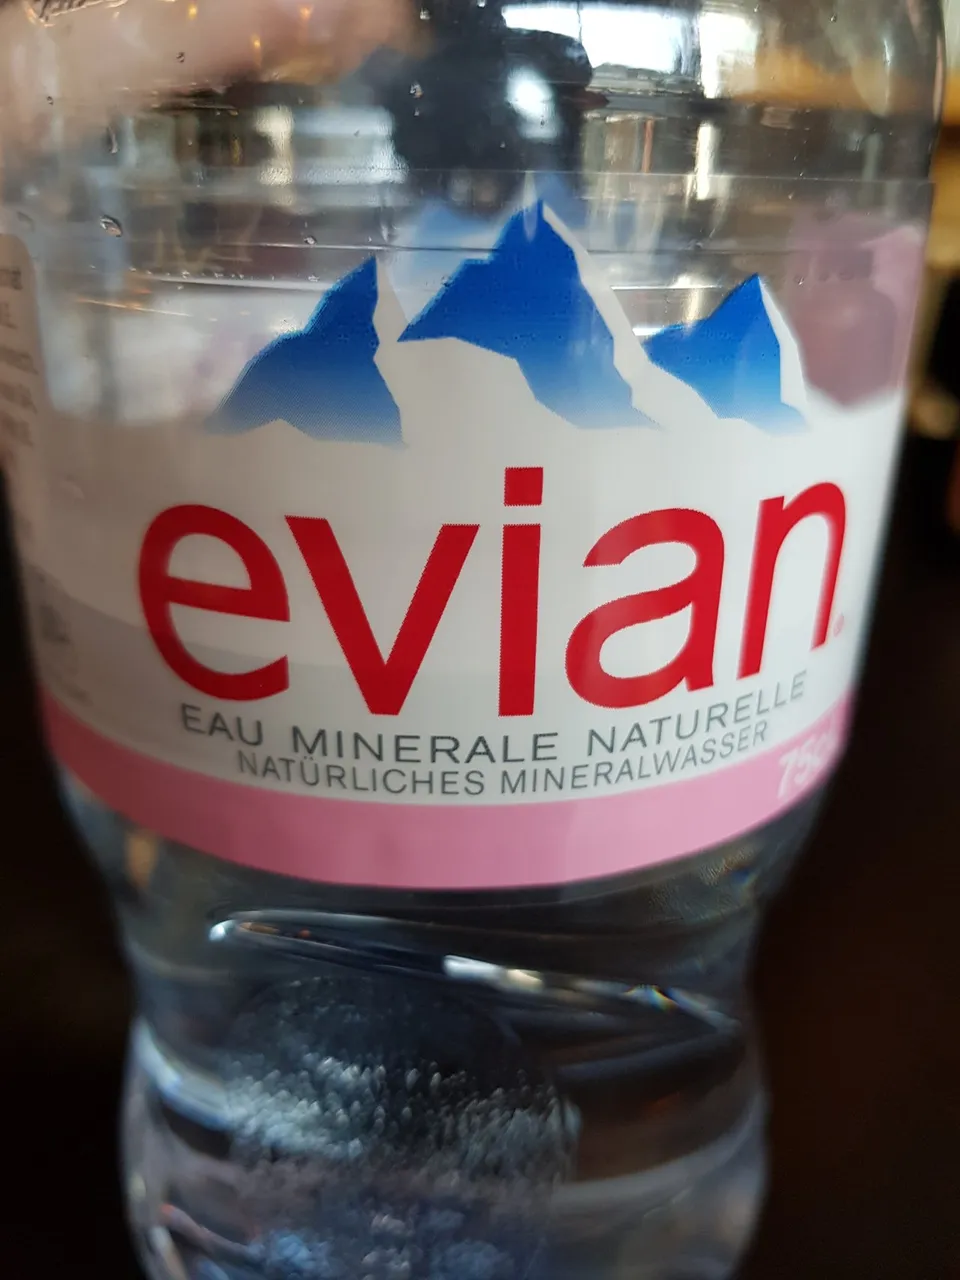 evian
EAU MINERALE NATURELLE
NATÜRLICHES MINERALWASSER